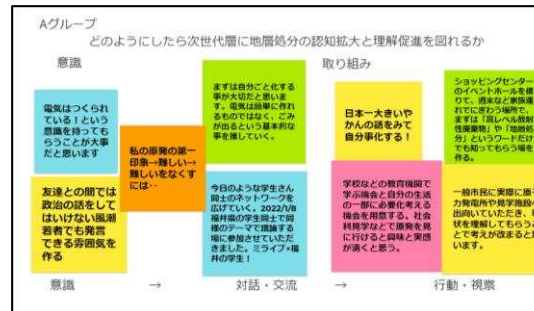 Aグループ
どのようにしたら次世代層に地層処分の認知拡大と理解促進を図れるか
意識
取り組み
電気はつくられ
ている!という
意識を持っても
らうことが大事
だと思います
友達との間では
政治の話をして
はいけない風潮
若者でも発言
できる雰囲気を
作る
私の原発の第一
印象→難しい→
難しいをなくす
には‥
まずは自分ごと化する
事が大切だと思いま
す。電気は簡単に作れ
るものではなく、ごみ
が出るという基本的な
事を推していく。
今日のような学生さん
同士のネットワークを
広げていく。2022/1/8
福井県の学生同士で同
様のテーマで議論する
場に参加させていただ
きました。ミライブ×福
井の学生!
日本一大きいや
かんの話をみて
自分事化する!
学校などの教育機関で
学ぶ機会と自分の生活
の一部に必要化考える
機会を用意する。社会
科見学などで原発を見
に行けると興味と実感
が湧くと思う。
ショッピングセンター
のイベントホールを借
りて、週末など家族連
れでにぎわう場所で、
まずは「高レベル放射
性廃棄物」や「地層処
分」というワードだけ
でも知ってもらう場を
作る。
一般市民に実際に原子
力発電所や見学施設へ
出向いていただき、現
状を理解してもらうこ
とで考えが改まると思
います。
意識 → 対話・交流 → 行動・視察